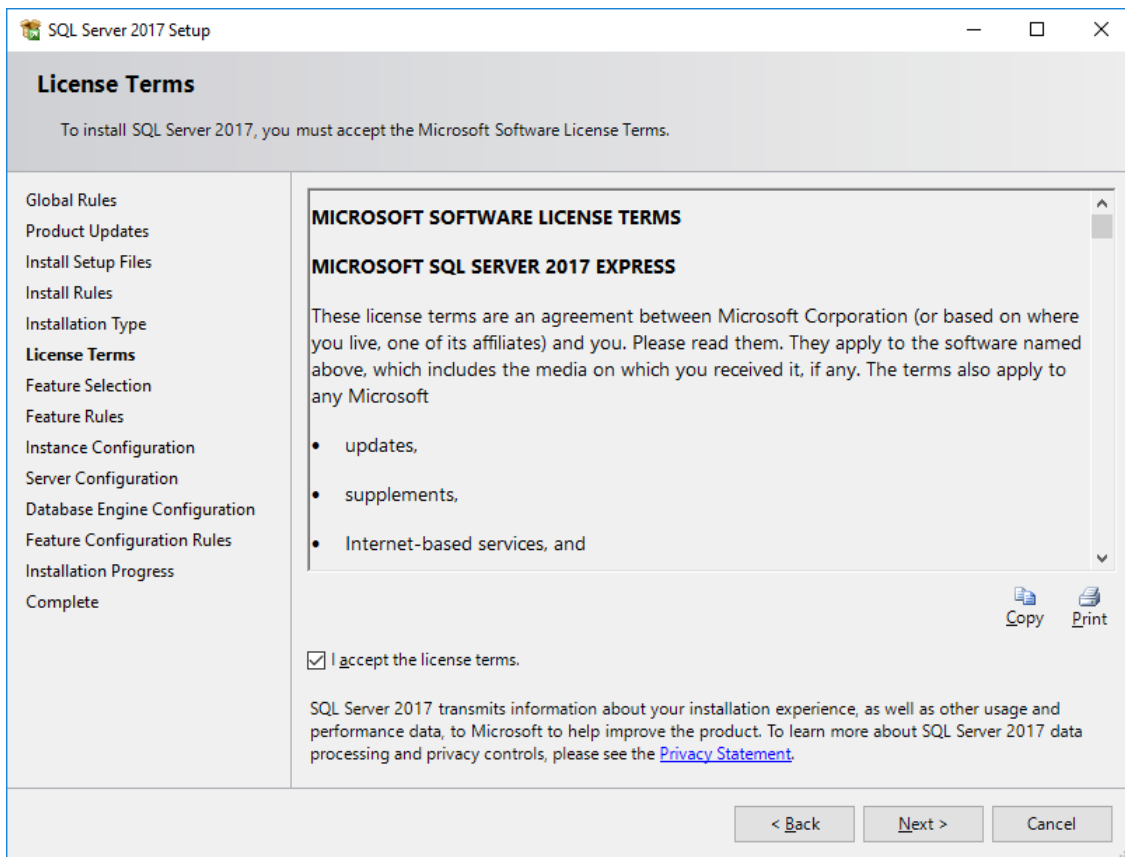 SQL Server 2017 Setup
License Terms
To install SQL Server 2017, you must accept the Microsoft Software License Terms.
Global Rules
Product Updates
Install Setup Files
Install Rules
Installation Type
License Terms
Feature Selection
Feature Rules
Instance Configuration
Server Configuration
Database Engine Configuration
Feature Configuration Rules
Installation Progress
Complete
MICROSOFT SOFTWARE LICENSE TERMS
MICROSOFT SQL SERVER 2017 EXPRESS
These license terms are an agreement between Microsoft Corporation (or based on where
you live, one of its affiliates) and you. Please read them. They apply to the software named
above, which includes the media on which you received it, if any. The terms also apply to
any Microsoft
• updates,
• supplements,
• Internet-based services, and
Copy Print
I accept the license terms.
SQL Server 2017 transmits information about your installation experience, as well as other usage and
performance data, to Microsoft to help improve the product. To learn more about SQL Server 2017 data
processing and privacy controls, please see the Privacy Statement.
< Back Next > Cancel